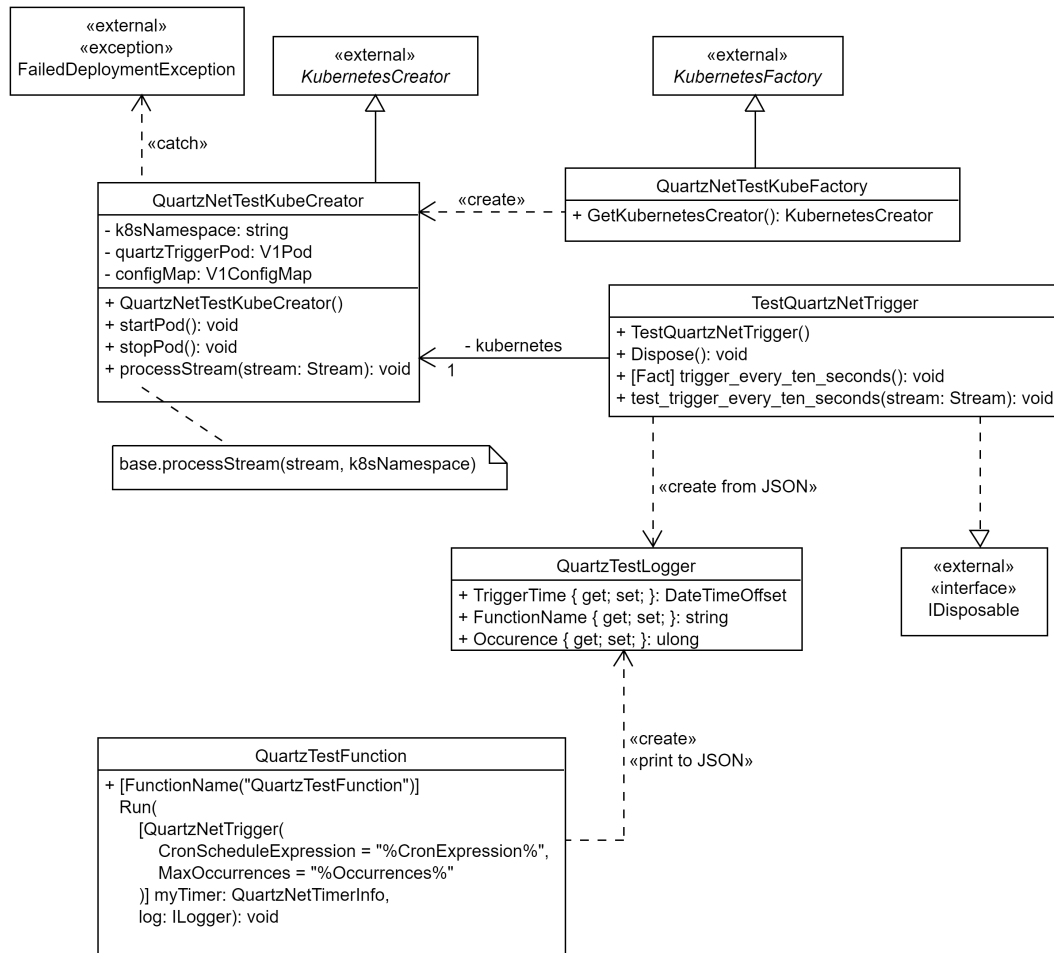 «external»
«exception»
FailedDeploymentException
«external»
KubernetesCreator
«external»
KubernetesFactory
«catch»
QuartzNetTestKubeCreator
- k8sNamespace: string
- quartzTriggerPod: V1Pod
- configMap: V1ConfigMap
+ QuartzNetTestKubeCreator()
+ startPod(): void
+ stopPod(): void
+ processStream(stream: Stream): void
«create»
QuartzNetTestKubeFactory
+ GetKubernetesCreator(): KubernetesCreator
- kubernetes
1
TestQuartzNetTrigger
+ TestQuartzNetTrigger()
+ Dispose(): void
+ [Fact] trigger_every_ten_seconds(): void
+ test_trigger_every_ten_seconds(stream: Stream): void
base.processStream(stream, k8sNamespace)
«create from JSON»
QuartzTestLogger
+ TriggerTime { get; set; }: DateTimeOffset
+ FunctionName { get; set; }: string
+ Occurence { get; set; }: ulong
«external»
«interface»
IDisposable
«create»
«print to JSON»
QuartzTestFunction
+ [FunctionName("QuartzTestFunction")]
Run(
[QuartzNetTrigger(
CronScheduleExpression = "%CronExpression%",
MaxOccurrences = "%Occurrences%"
)] myTimer: QuartzNetTimerInfo,
log: ILogger): void